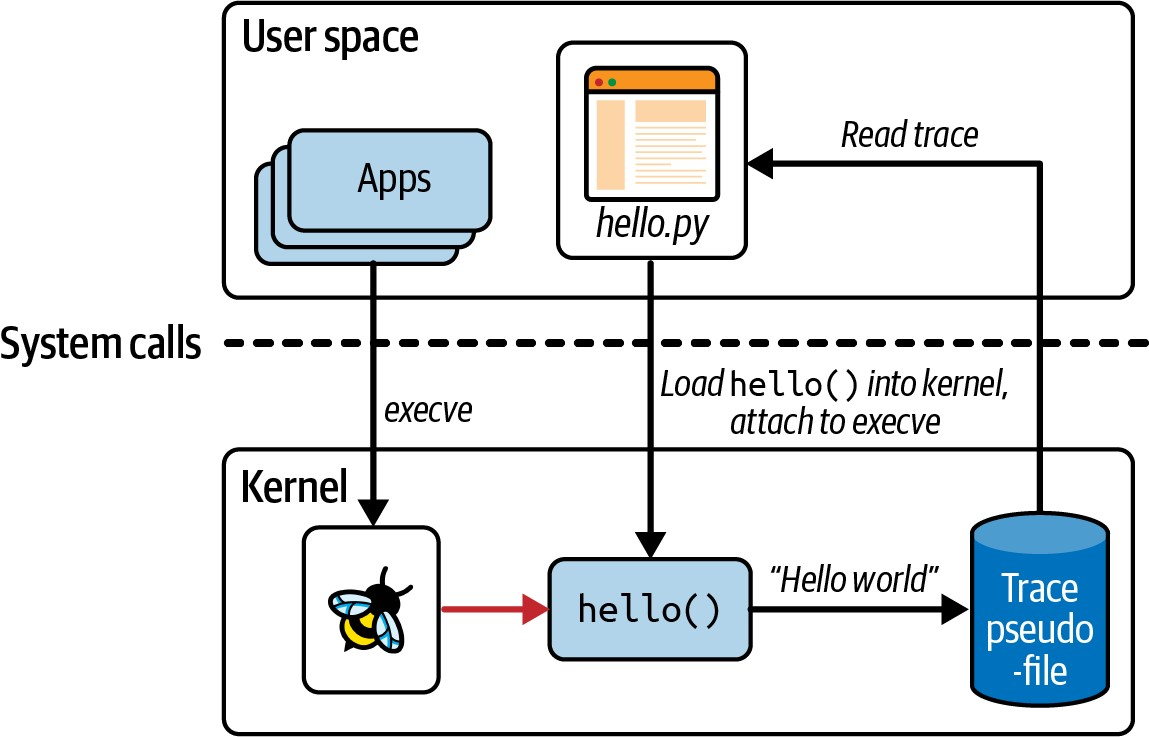 User space
Apps
hello.py
Read trace
System calls
execve
Load hello() into kernel,
attach to execve
Kernel
hello()
“Hello world”
Trace
pseudo
-file